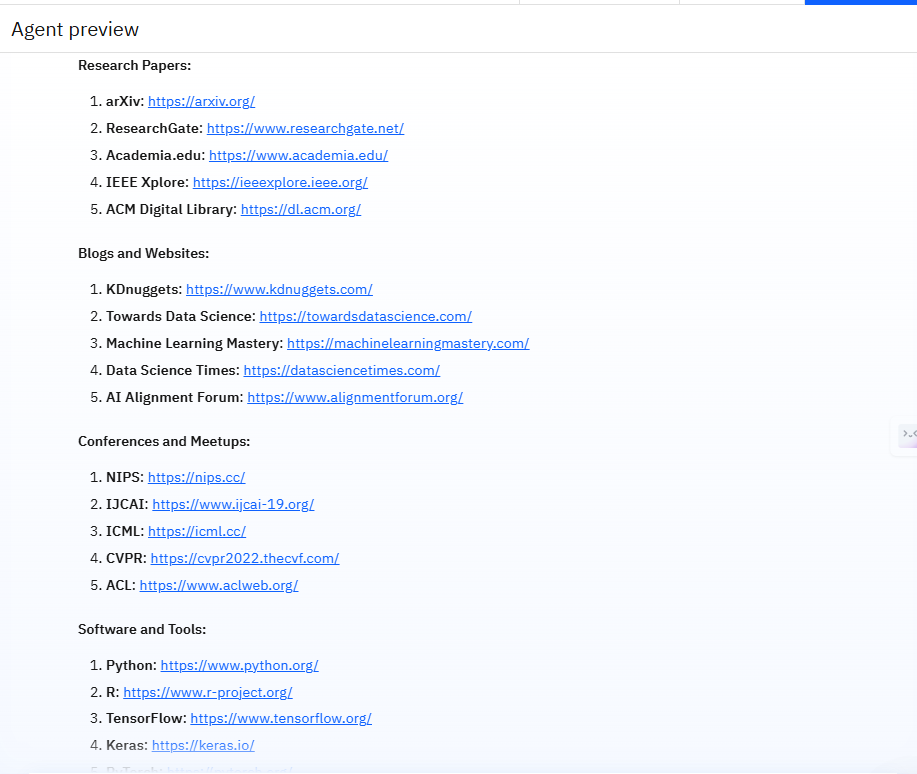 Agent preview
Research Papers:
1. arXiv: https://arxiv.org/
2. ResearchGate: https://www.researchgate.net/
3. Academia.edu: https://www.academia.edu/
4. IEEE Xplore: https://ieeexplore.ieee.org/
5. ACM Digital Library: https://dl.acm.org/
Blogs and Websites:
1. KDnuggets: https://www.kdnuggets.com/
2. Towards Data Science: https://towardsdatascience.com/
3. Machine Learning Mastery: https://machinelearningmastery.com/
4. Data Science Times: https://datasciencetimes.com/
5. AI Alignment Forum: https://www.alignmentforum.org/
Conferences and Meetups:
1. NIPS: https://nips.cc/
2. IJCAI: https://www.ijcai-19.org/
3. ICML: https://icml.cc/
4. CVPR: https://cvpr2022.thecvf.com/
5. ACL: https://www.aclweb.org/
Software and Tools:
1. Python: https://www.python.org/
2. R: https://www.r-project.org/
3. TensorFlow: https://www.tensorflow.org/
4. Keras: https://keras.io/